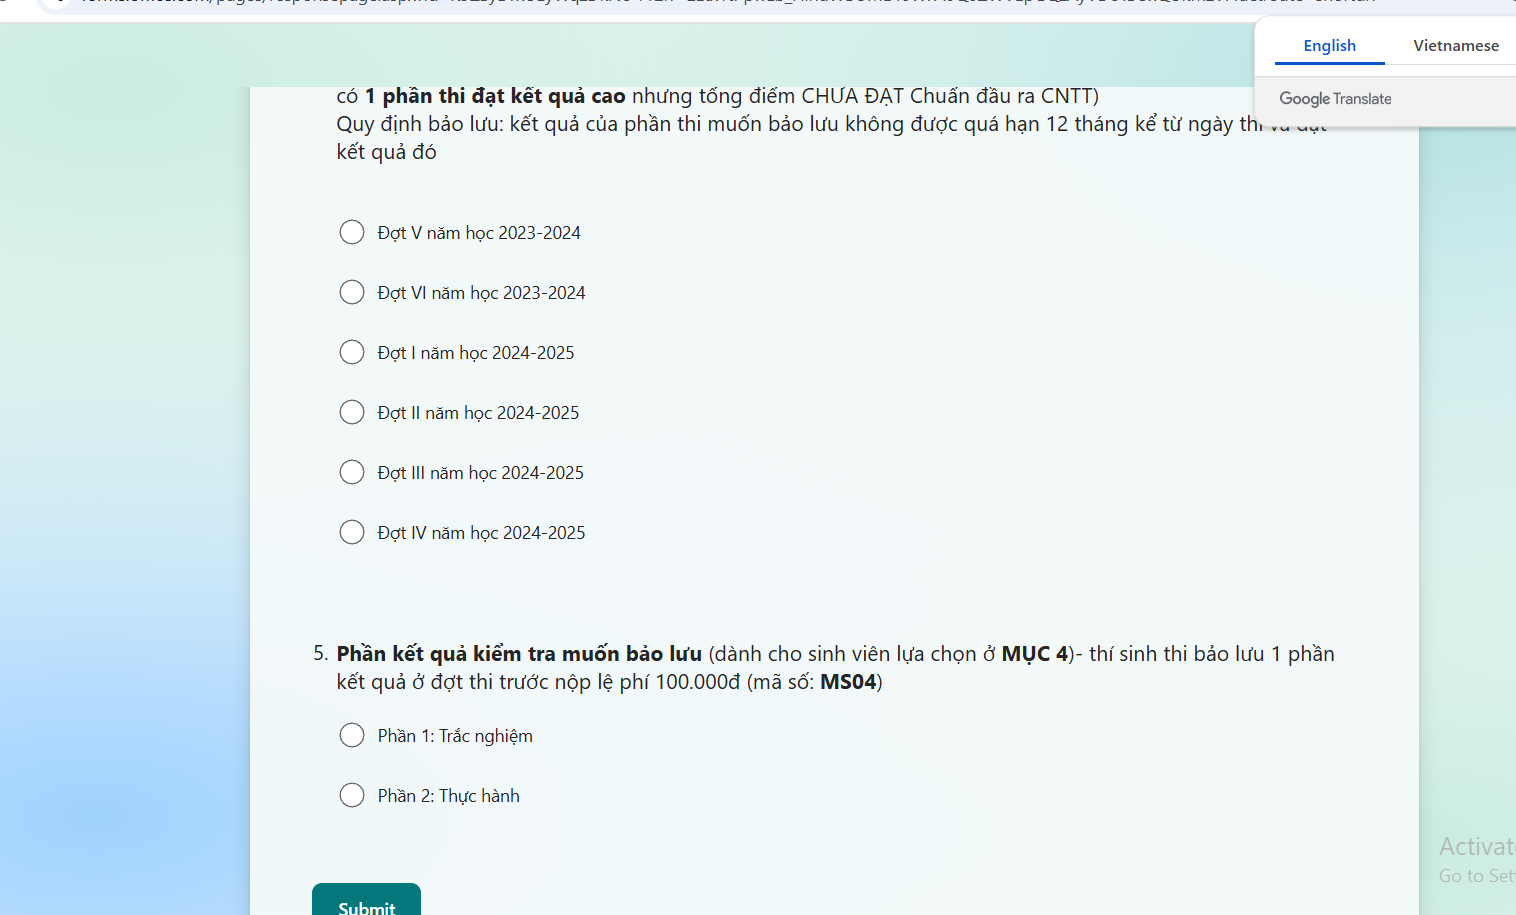 English
Vietnamese
Google Translate
có 1 phần thi đạt kết quả cao nhưng tổng điểm CHƯA ĐẠT Chuẩn đầu ra CNTT)
Quy định bảo lưu: kết quả của phần thi muốn bảo lưu không được quá hạn 12 tháng kể từ ngày thi và đạt
kết quả đó
Đợt V năm học 2023-2024
Đợt VI năm học 2023-2024
Đợt I năm học 2024-2025
Đợt II năm học 2024-2025
Đợt III năm học 2024-2025
Đợt IV năm học 2024-2025
5. Phần kết quả kiểm tra muốn bảo lưu (dành cho sinh viên lựa chọn ở MỤC 4)- thí sinh thi bảo lưu 1 phần
kết quả ở đợt thi trước nộp lệ phí 100.000đ (mã số: MS04)
Phần 1: Trắc nghiệm
Phần 2: Thực hành
Submit
Activat
Go to Set